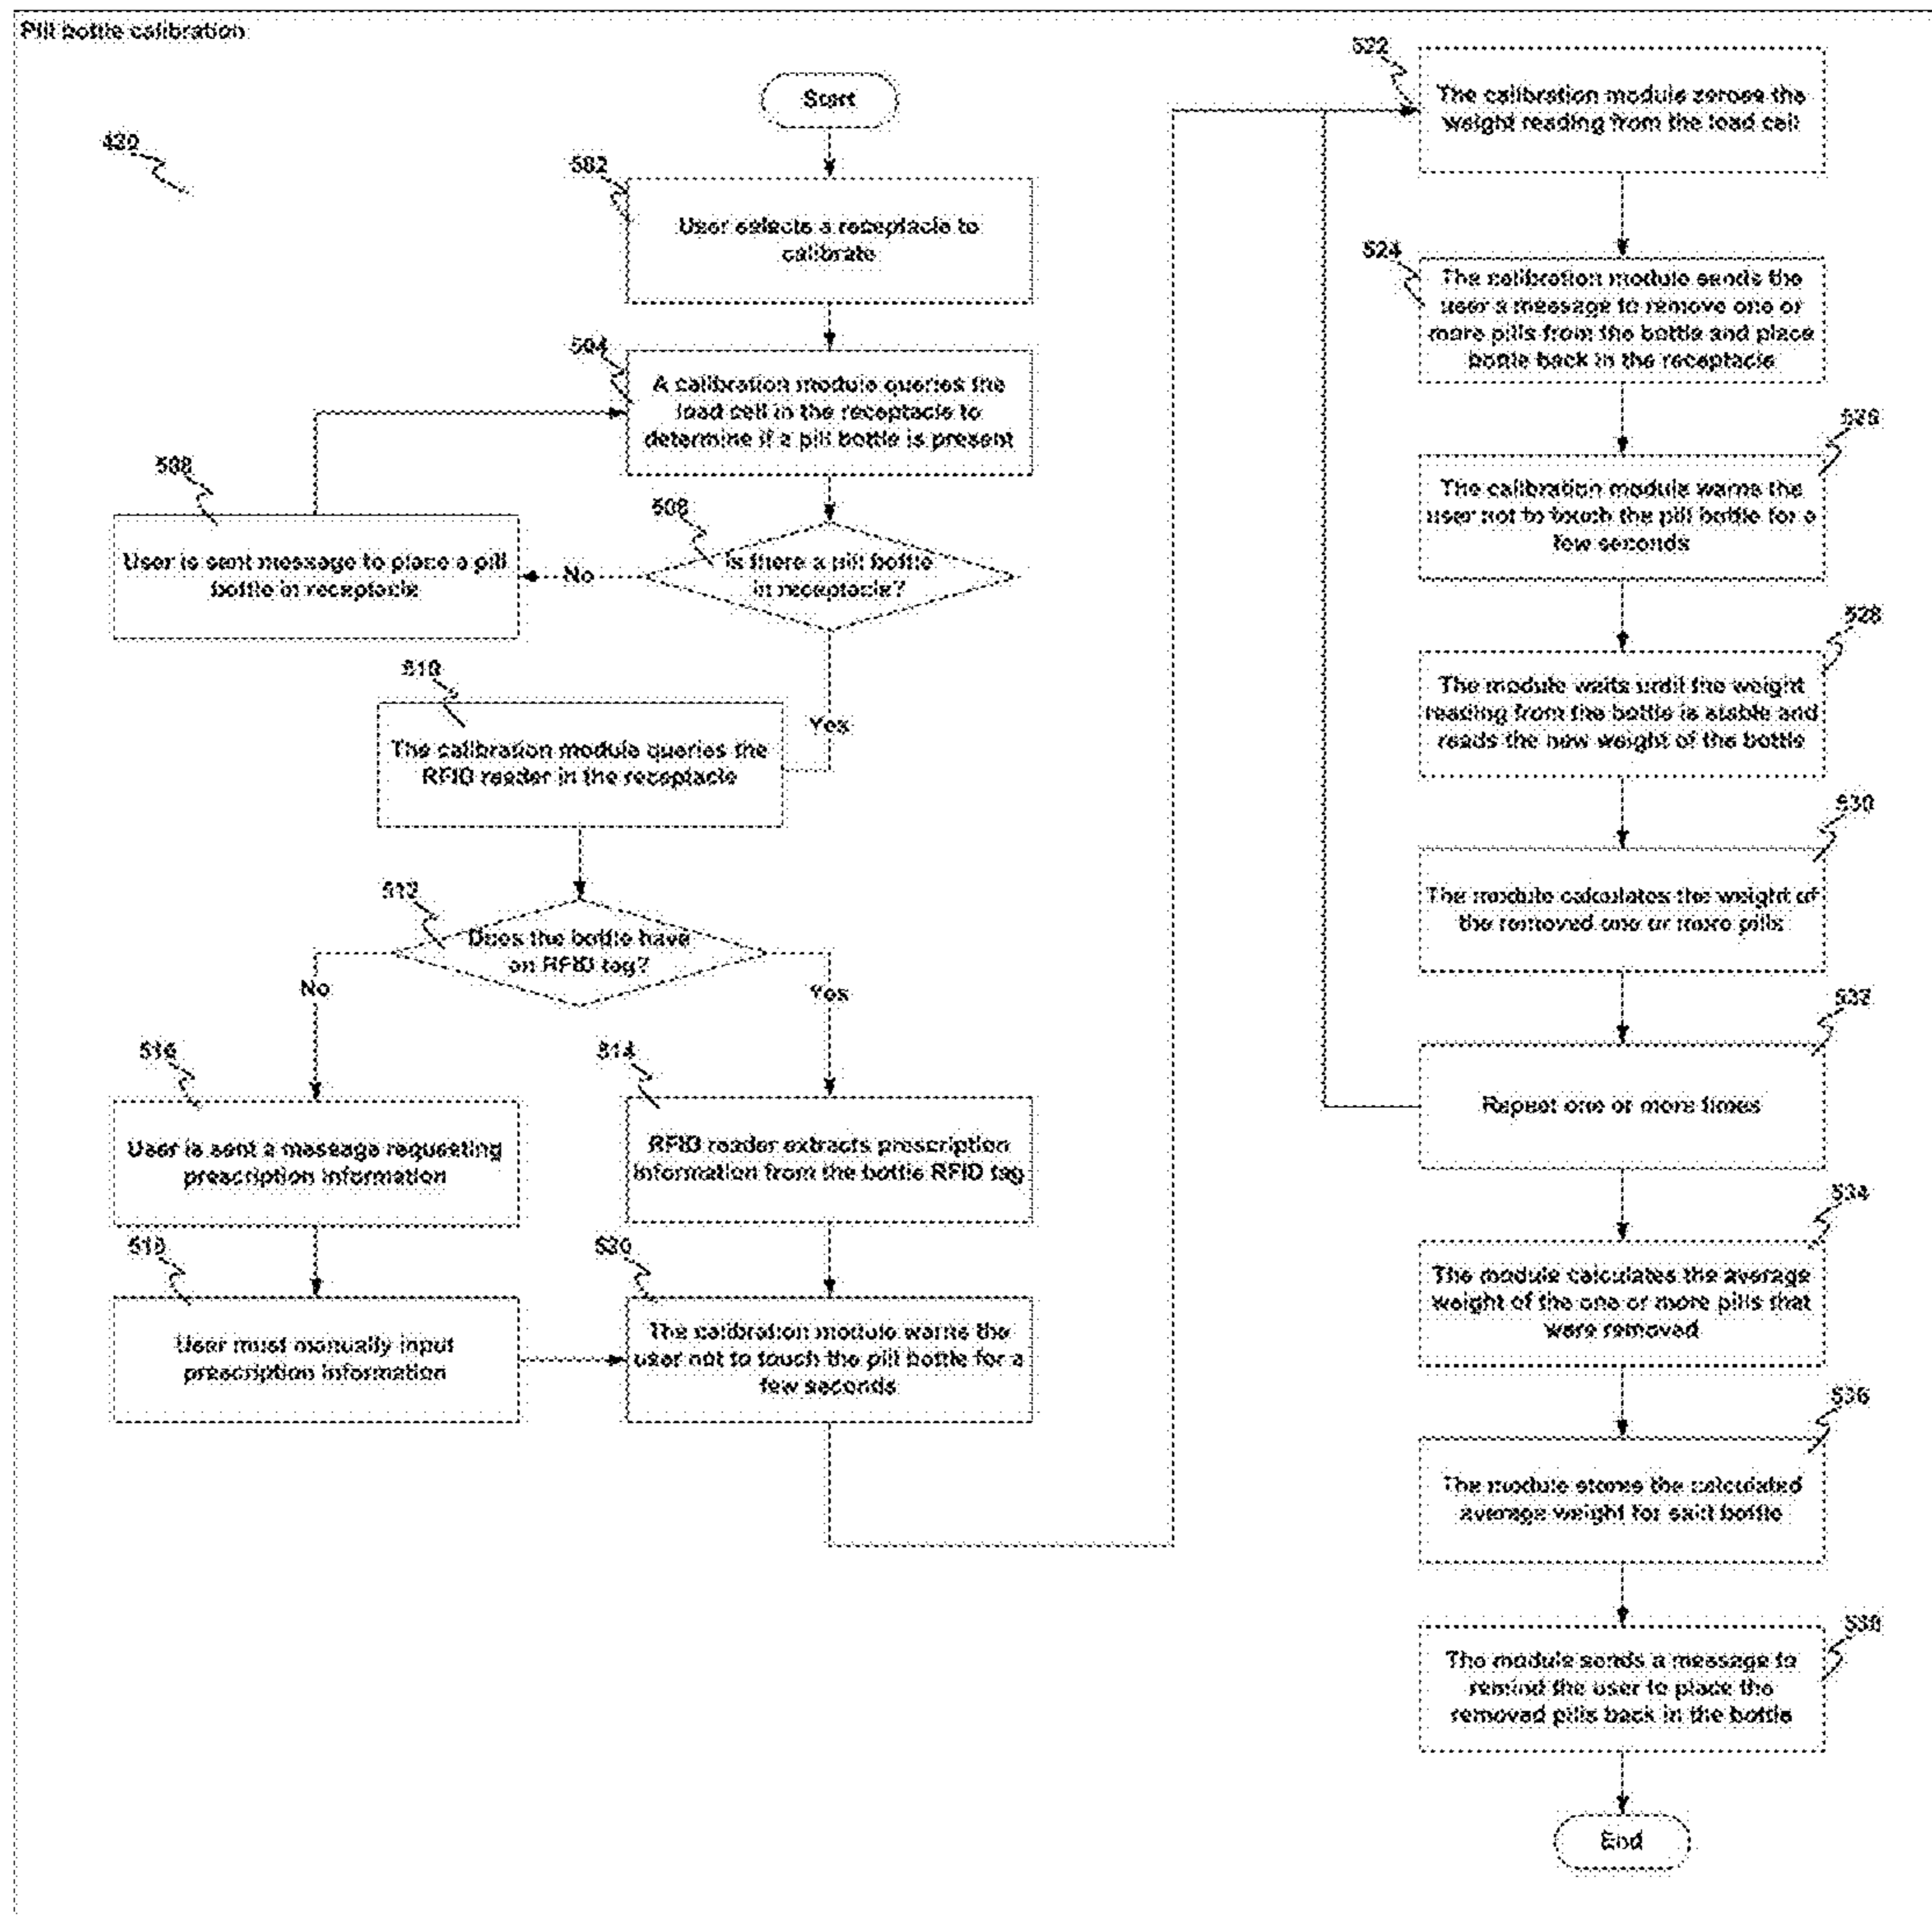 Pill bottle calibration
Start
User selects a receptacle to
calibrate
504
A calibration module queries the
load cell in the receptacle to
determine if a pill bottle is present
508
User is sent message to place a pill
bottle in receptacle
No
Is there a pill bottle
in receptacle?
Yes
510
The calibration module queries the
RFID reader in the receptacle
512
Does the bottle have
an RFID tag?
No
Yes
516
User is sent a message requesting
prescription information
514
RFID reader extracts prescription
information from the bottle RFID tag
518
User must manually input
prescription information
520
The calibration module warns the
user not to touch the pill bottle for a
few seconds
522
The calibration module zeroes the
weight reading from the load cell
524
The calibration module sends the
user a message to remove one or
more pills from the bottle and place
bottle back in the receptacle
526
The calibration module warns the
user not to touch the pill bottle for a
few seconds
528
The module waits until the weight
reading from the bottle is stable and
reads the new weight of the bottle
530
The module calculates the weight of
the removed one or more pills
532
Repeat one or more times
534
The module calculates the average
weight of the one or more pills that
were removed
536
The module stores the calculated
average weight for said bottle
538
The module sends a message to
remind the user to place the
removed pills back in the bottle
End